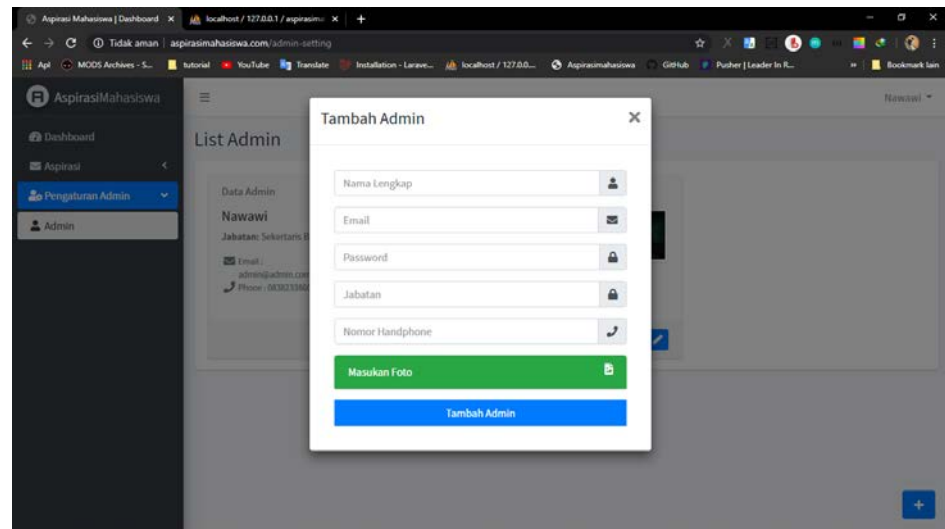 Aspirasi Mahasiswa | Dashboard
localhost / 127.0.0.1 / aspirasima
Tidak aman | aspirasimahasiswa.com/admin-setting
Apl
MODS Archives - S...
tutorial
YouTube
Translate
Installation - Larave...
localhost / 127.0.0....
Aspirasimahasiswa
GitHub
Pusher | Leader In R...
Bookmark lain
AspirasiMahasiswa
Nawawi
Dashboard
Aspirasi
Pengaturan Admin
Admin
List Admin
Data Admin
Nawawi
Jabatan: Sekertaris B
Email :
admin@admin.com
Phone :
Tambah Admin
Nama Lengkap
Email
Password
Jabatan
Nomor Handphone
Masukan Foto
Tambah Admin